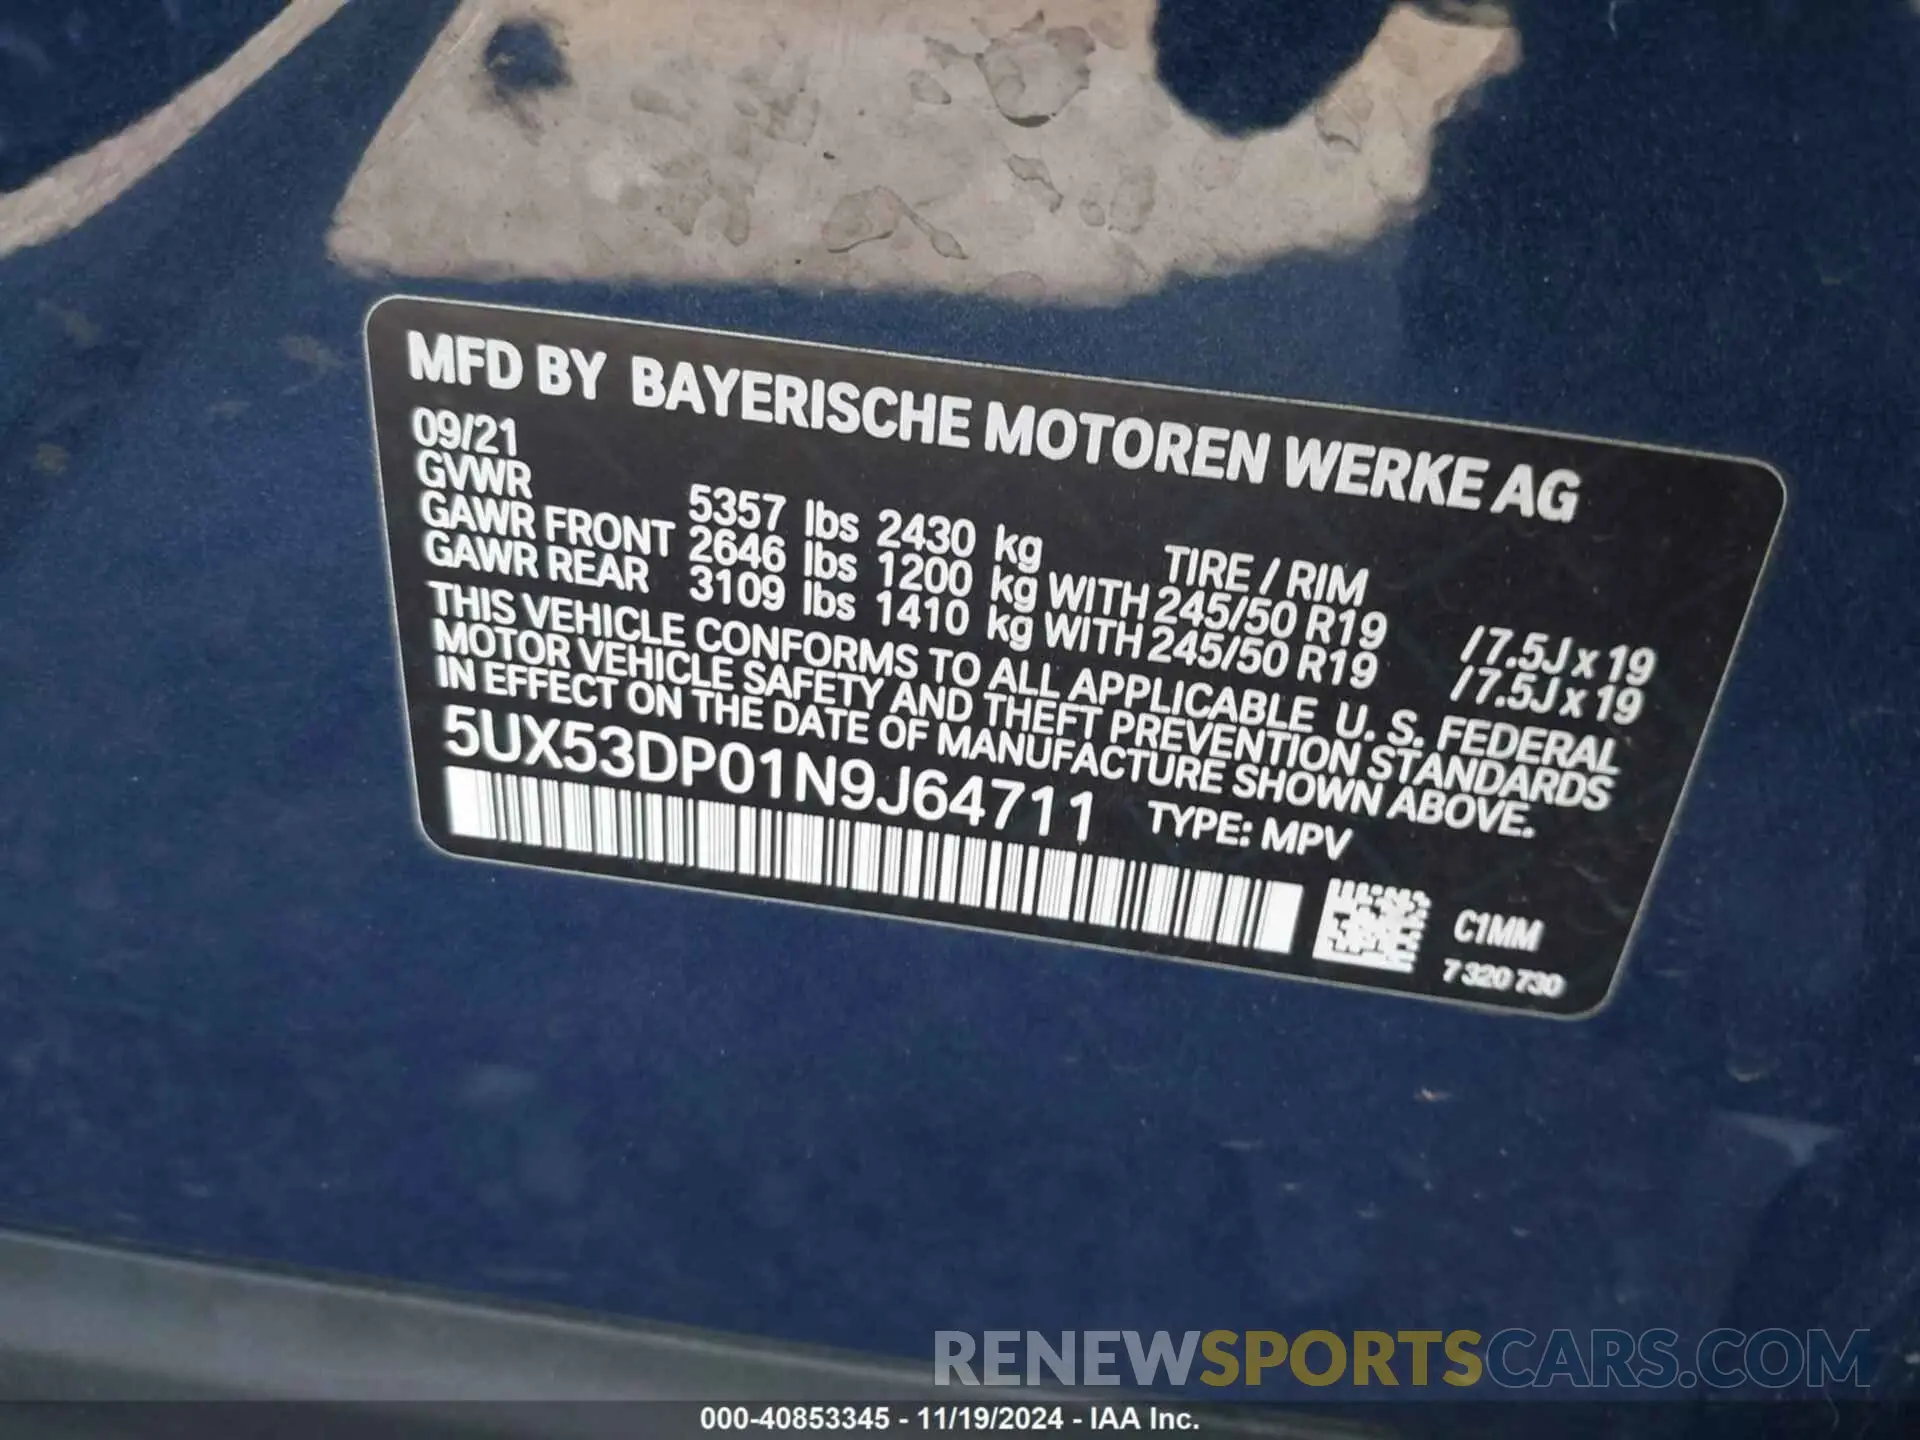 MFD BY BAYERISCHE MOTOREN WERKE AG
09/21
GVWR 5357 lbs 2430 kg TIRE / RIM
GAWR FRONT 2646 lbs 1200 kg WITH 245/50 R19 /7.5J x 19
GAWR REAR 3109 lbs 1410 kg WITH 245/50 R19 /7.5J x 19
THIS VEHICLE CONFORMS TO ALL APPLICABLE U. S. FEDERAL
MOTOR VEHICLE SAFETY AND THEFT PREVENTION STANDARDS
IN EFFECT ON THE DATE OF MANUFACTURE SHOWN ABOVE.
5UX53DP01N9J64711 TYPE: MPV
C1MM
7 320 730
RENEWSPORTSCARS.COM
000-40853345 - 11/19/2024 - IAA Inc.